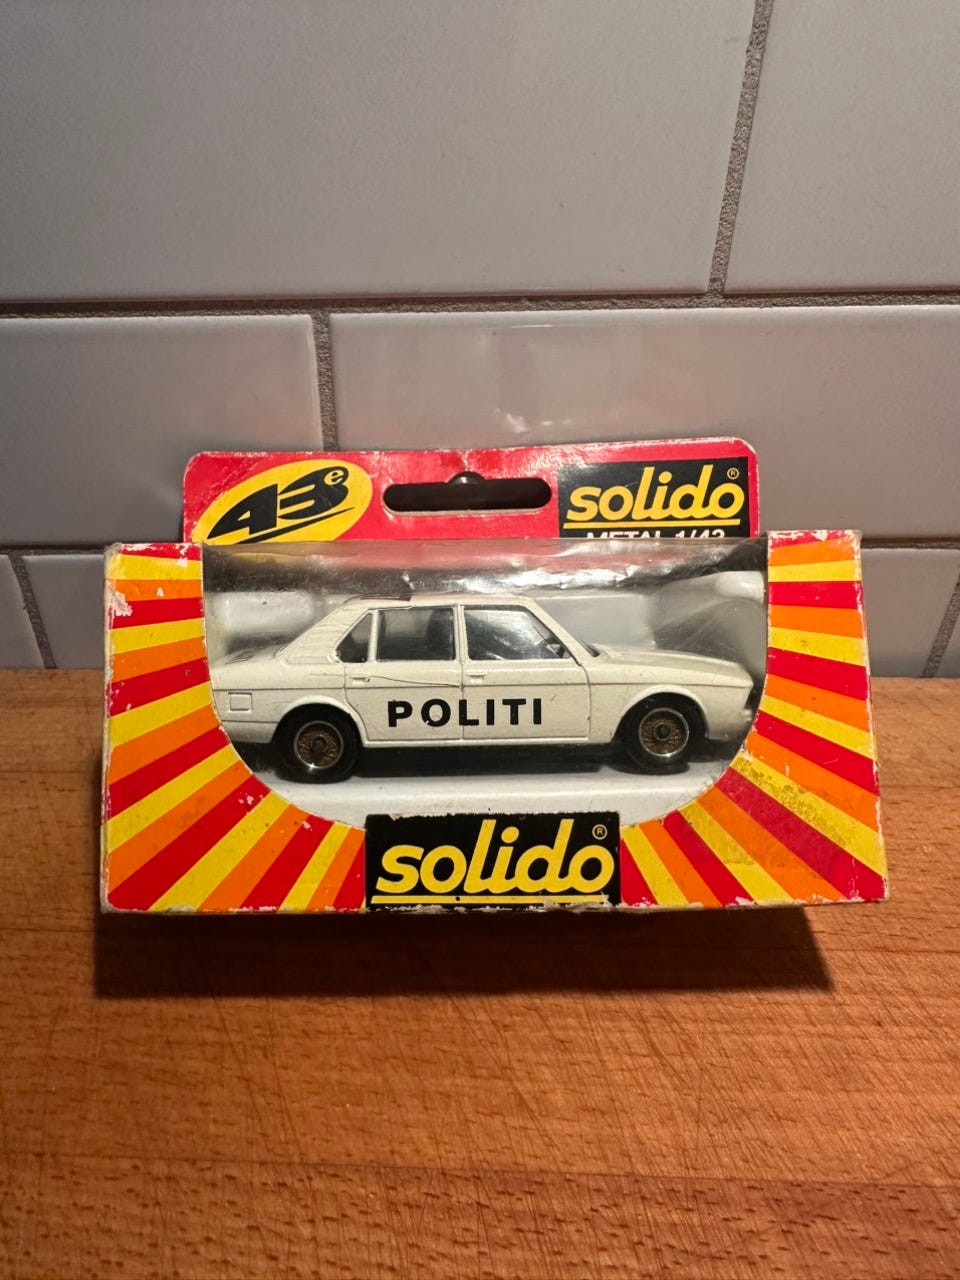 43e
solido®
METAL 1/43
POLITI
solido®